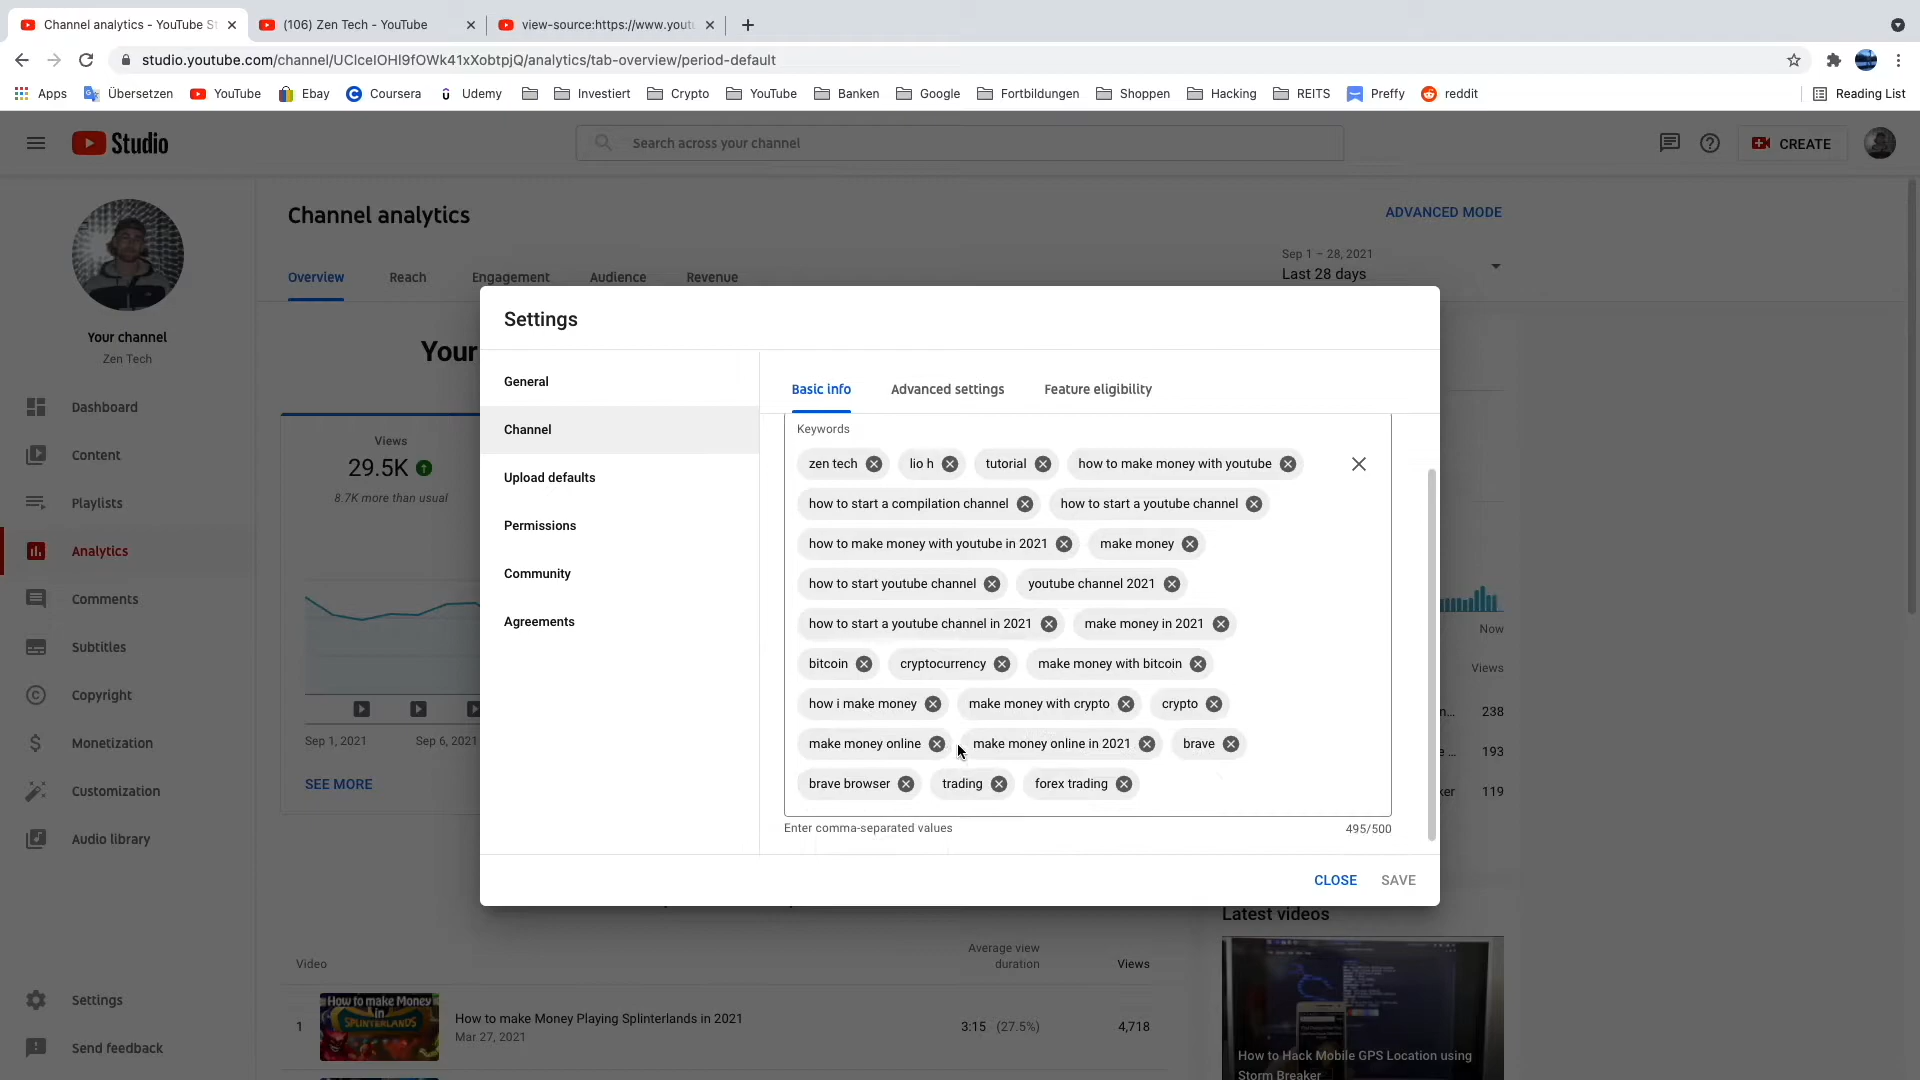 Channel analytics - YouTube St
(106) Zen Tech - YouTube
view-source:https://www.yout
studio.youtube.com/channel/UCIceIOHI9fOWk41xXobtpjQ/analytics/tab-overview/period-default
Apps
Übersetzen
YouTube
Ebay
Coursera
Udemy
Investiert
Crypto
YouTube
Banken
Google
Fortbildungen
Shoppen
Hacking
REITS
Preffy
reddit
Reading List
Studio
Search across your channel
CREATE
Channel analytics
ADVANCED MODE
Sep 1 – 28, 2021
Last 28 days
Overview
Reach
Engagement
Audience
Revenue
Your channel
Zen Tech
Dashboard
Content
Playlists
Analytics
Comments
Subtitles
Copyright
Monetization
Customization
Audio library
Settings
Send feedback
Your
Views
29.5K
8.7K more than usual
Sep 1, 2021
Sep 6, 2021
SEE MORE
Settings
General
Channel
Upload defaults
Permissions
Community
Agreements
Basic info
Advanced settings
Feature eligibility
Keywords
zen tech
lio h
tutorial
how to make money with youtube
how to start a compilation channel
how to start a youtube channel
how to make money with youtube in 2021
make money
how to start youtube channel
youtube channel 2021
how to start a youtube channel in 2021
make money in 2021
bitcoin
cryptocurrency
make money with bitcoin
how i make money
make money with crypto
crypto
make money online
make money online in 2021
brave
brave browser
trading
forex trading
Enter comma-separated values
495/500
CLOSE
SAVE
Now
Views
n... 238
e ... 193
ker 119
Video
Average view
duration
Views
1
How to make Money
in
SPLINTERLANDS
How to make Money Playing Splinterlands in 2021
Mar 27, 2021
3:15 (27.5%)
4,718
Latest videos
How to Hack Mobile GPS Location using
Storm Breaker